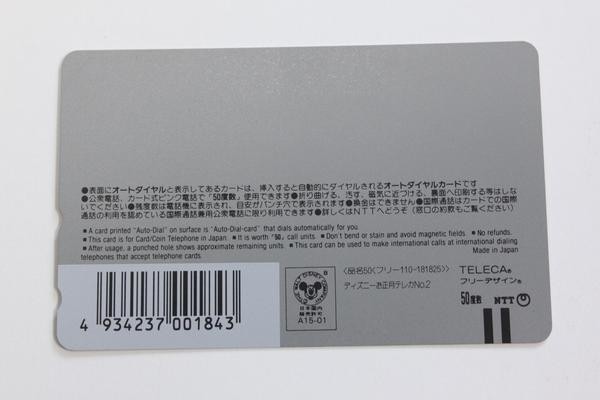 ●表面にオートダイヤルと表示してあるカードは、挿入すると自動的にダイヤルされるオートダイヤルカードです
●公衆電話、カード式ピンク電話で「50度数」使用できます●折り曲げる、汚す、磁気に近づける、裏面へ印刷する等はしな
いでください●残度数は電話機に表示され、目安がパンチ穴で表示されます●換金はできません●国際通話はカードでの国際
通話の利用を認めている国際通話兼用公衆電話に限り利用できます●詳しくはNTTへどうぞ（窓口の約款もご覧ください）
■ A card printed "Auto-Dial" on surface is "Auto-Dial-card" that dials automatically for you.
■ This card is for Card/Coin Telephone in Japan. ■ It is worth "50" call units. ■ Don't bend or stain and avoid magnetic fields. ■ No refunds.
■ After usage, a punched hole shows approximate remaining units. ■ This card can be used to make international calls at international dialing
telephones that accept telephone cards.
Made in Japan
4 934237 001843
B
WALT DISNEY COMPANY
日本国内
販売許可
A15-01
〈品名50〈フリー110-181825〉
ディズニーお正月テレカNo.2
TELECA®
フリーデザイン®
50度数 NTT